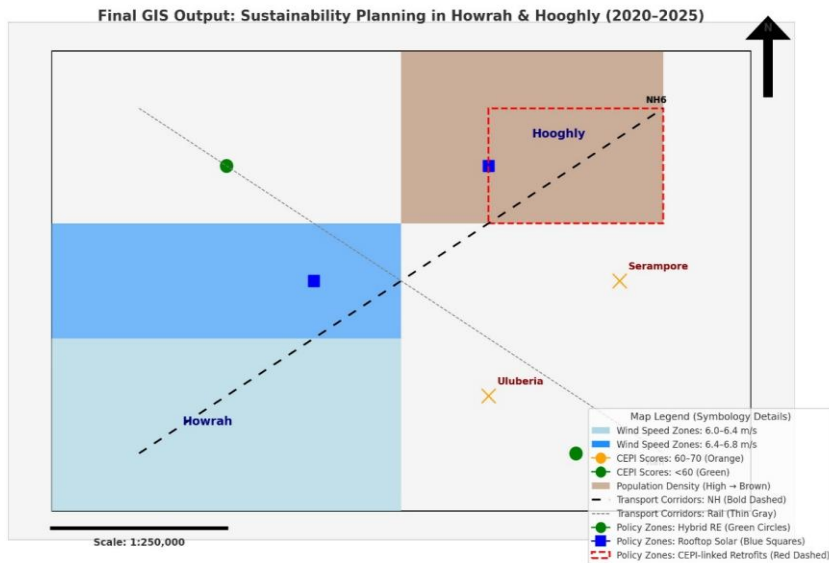 Final GIS Output: Sustainability Planning in Howrah & Hooghly (2020–2025)
N
NH6
Hooghly
Serampore
Uluberia
Howrah
Map Legend (Symbology Details)
Wind Speed Zones: 6.0–6.4 m/s
Wind Speed Zones: 6.4–6.8 m/s
CEPI Scores: 60–70 (Orange)
CEPI Scores: <60 (Green)
Population Density (High → Brown)
Transport Corridors: NH (Bold Dashed)
Transport Corridors: Rail (Thin Gray)
Policy Zones: Hybrid RE (Green Circles)
Policy Zones: Rooftop Solar (Blue Squares)
Policy Zones: CEPI-linked Retrofits (Red Dashed)
Scale: 1:250,000